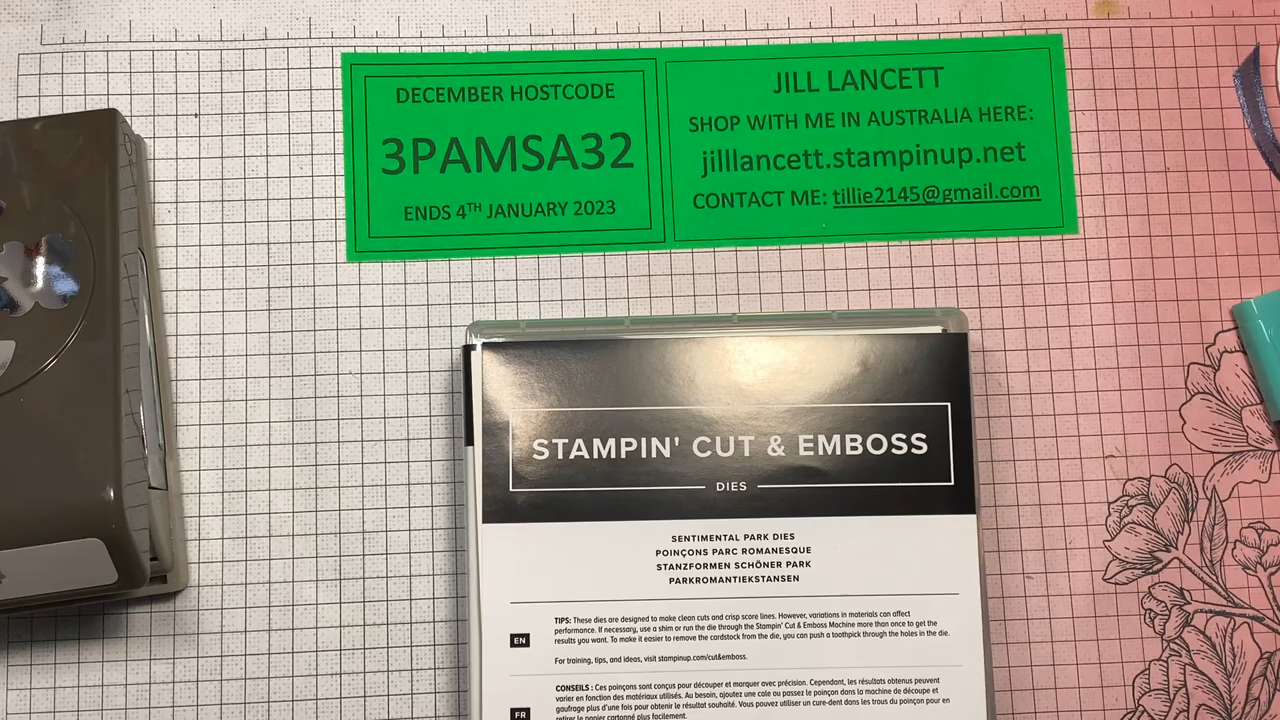 DECEMBER HOSTCODE
3PAMSA32
ENDS 4TH JANUARY 2023
JILL LANCETT
SHOP WITH ME IN AUSTRALIA HERE:
jilllancett.stampinup.net
CONTACT ME: tillie2145@gmail.com
STAMPIN' CUT & EMBOSS
DIES
SENTIMENTAL PARK DIES
POINÇONS PARC ROMANESQUE
STANZFORMEN SCHÖNER PARK
PARKROMANTIEKSTANSEN
EN
TIPS: These dies are designed to make clean cuts and crisp score lines. However, variations in materials can affect
performance. If necessary, use a shim or run the die through the Stampin' Cut & Emboss Machine more than once to get the
results you want. To make it easier to remove the cardstock from the die, you can push a toothpick through the holes in the die.
For training, tips, and ideas, visit stampinup.com/cut&emboss.
FR
CONSEILS : Ces poinçons sont conçus pour découper et marquer avec précision. Cependant, les résultats obtenus peuvent
varier en fonction des matériaux utilisés. Au besoin, ajoutez une cale ou passez le poinçon dans la machine de découpe et
gaufrage plus d'une fois pour obtenir le résultat souhaité. Vous pouvez utiliser un cure-dent dans les trous du poinçon pour en
retirer le papier cartonné plus facilement.